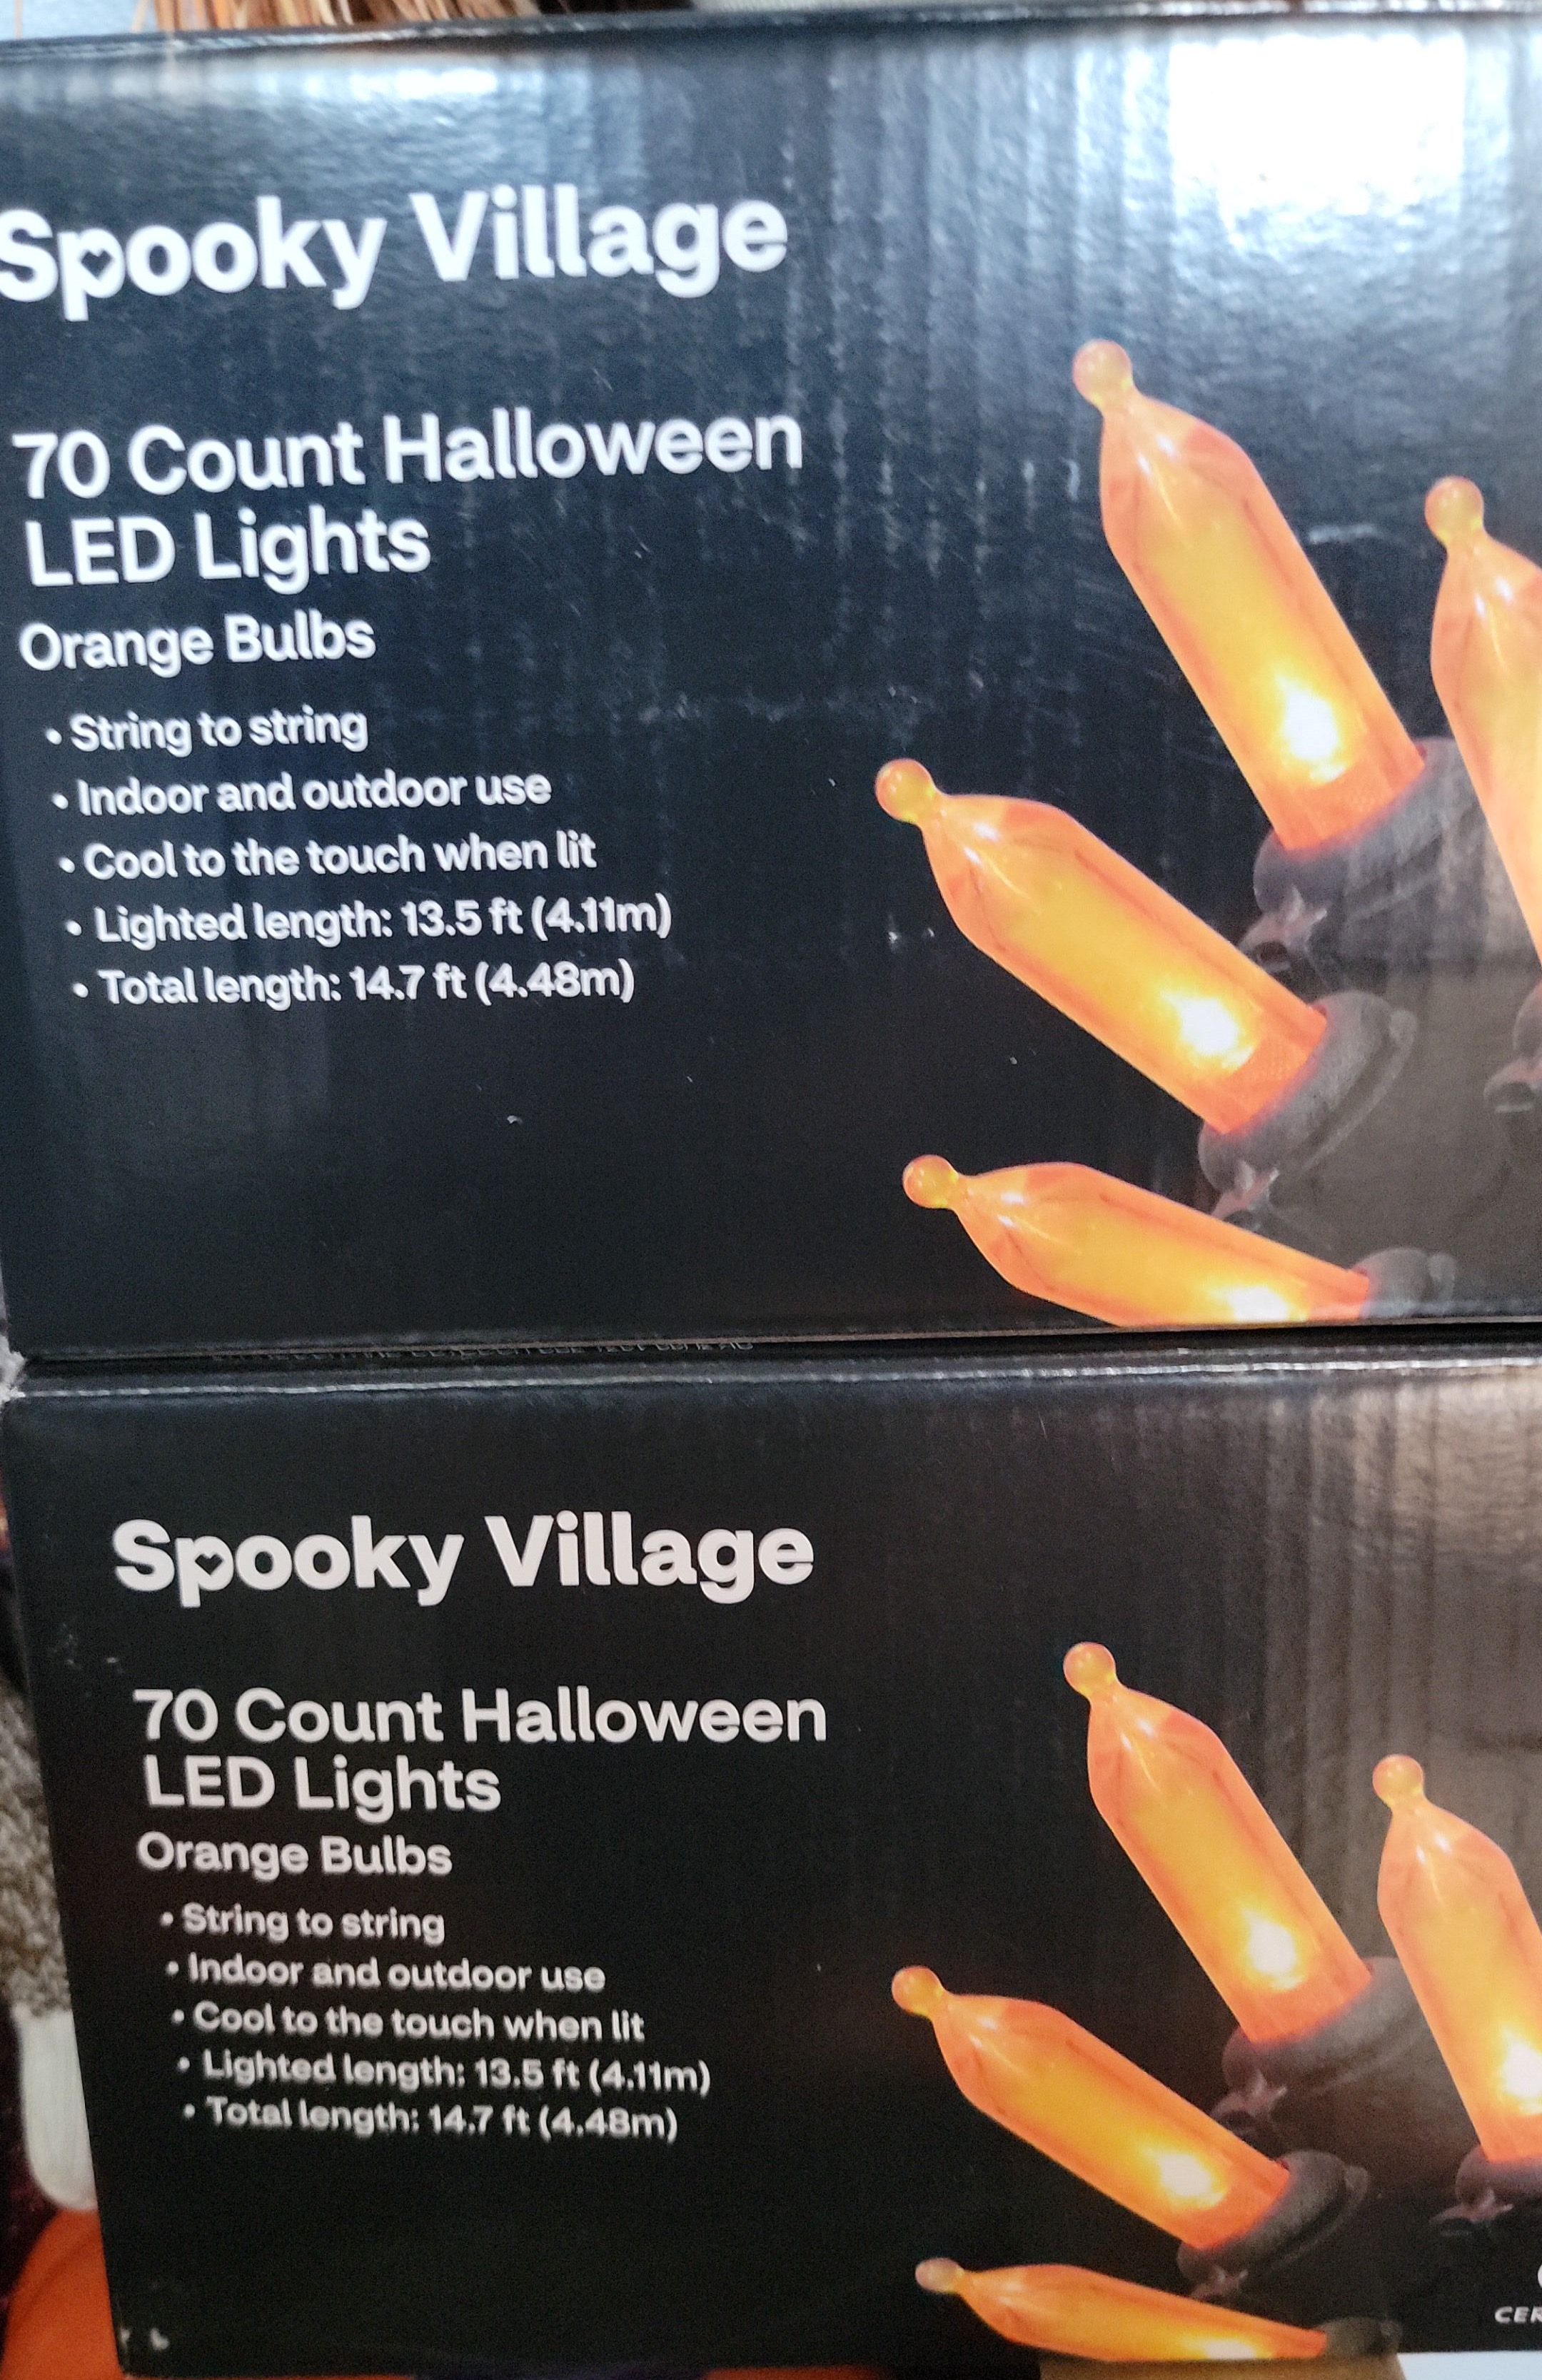 Spooky Village
70 Count Halloween
LED Lights
Orange Bulbs
• String to string
• Indoor and outdoor use
• Cool to the touch when lit
• Lighted length: 13.5 ft (4.11m)
• Total length: 14.7 ft (4.48m)
Spooky Village
70 Count Halloween
LED Lights
Orange Bulbs
• String to string
• Indoor and outdoor use
• Cool to the touch when lit
• Lighted length: 13.5 ft (4.11m)
• Total length: 14.7 ft (4.48m)